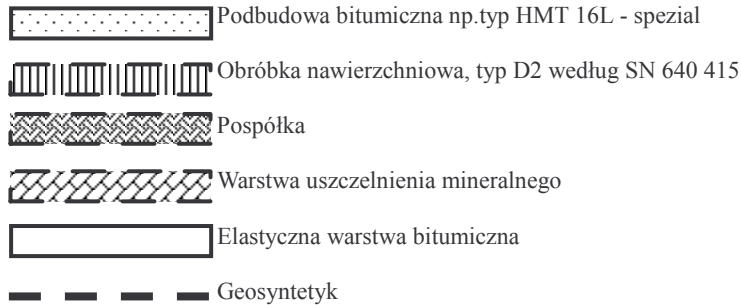 Podbudowa bitumiczna np.typ HMT 16L - spezial
Obróbka nawierzchniowa, typ D2 według SN 640 415
Pospółka
Warstwa uszczelnienia mineralnego
Elastyczna warstwa bitumiczna
Geosyntetyk